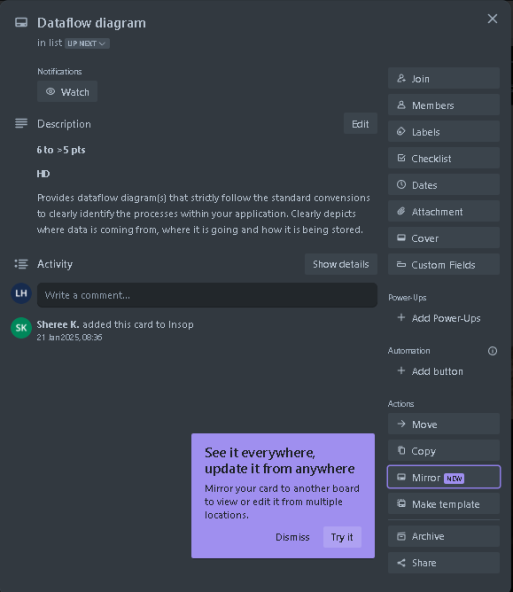 Dataflow diagram
in list UP NEXT
Notifications
Watch
Description
Edit
6 to >5 pts
HD
Provides dataflow diagram(s) that strictly follow the standard convensions
to clearly identify the processes within your application. Clearly depicts
where data is coming from, where it is going and how it is being stored.
Activity
Show details
LH
Write a comment...
SK
Sheree K. added this card to Insop
21 Jan 2025, 08:36
Join
Members
Labels
Checklist
Dates
Attachment
Cover
Custom Fields
Power-Ups
+ Add Power-Ups
Automation
+ Add button
Actions
Move
Copy
Mirror NEW
Make template
Archive
Share
See it everywhere,
update it from anywhere
Mirror your card to another board
to view or edit it from multiple
locations.
Dismiss
Try it